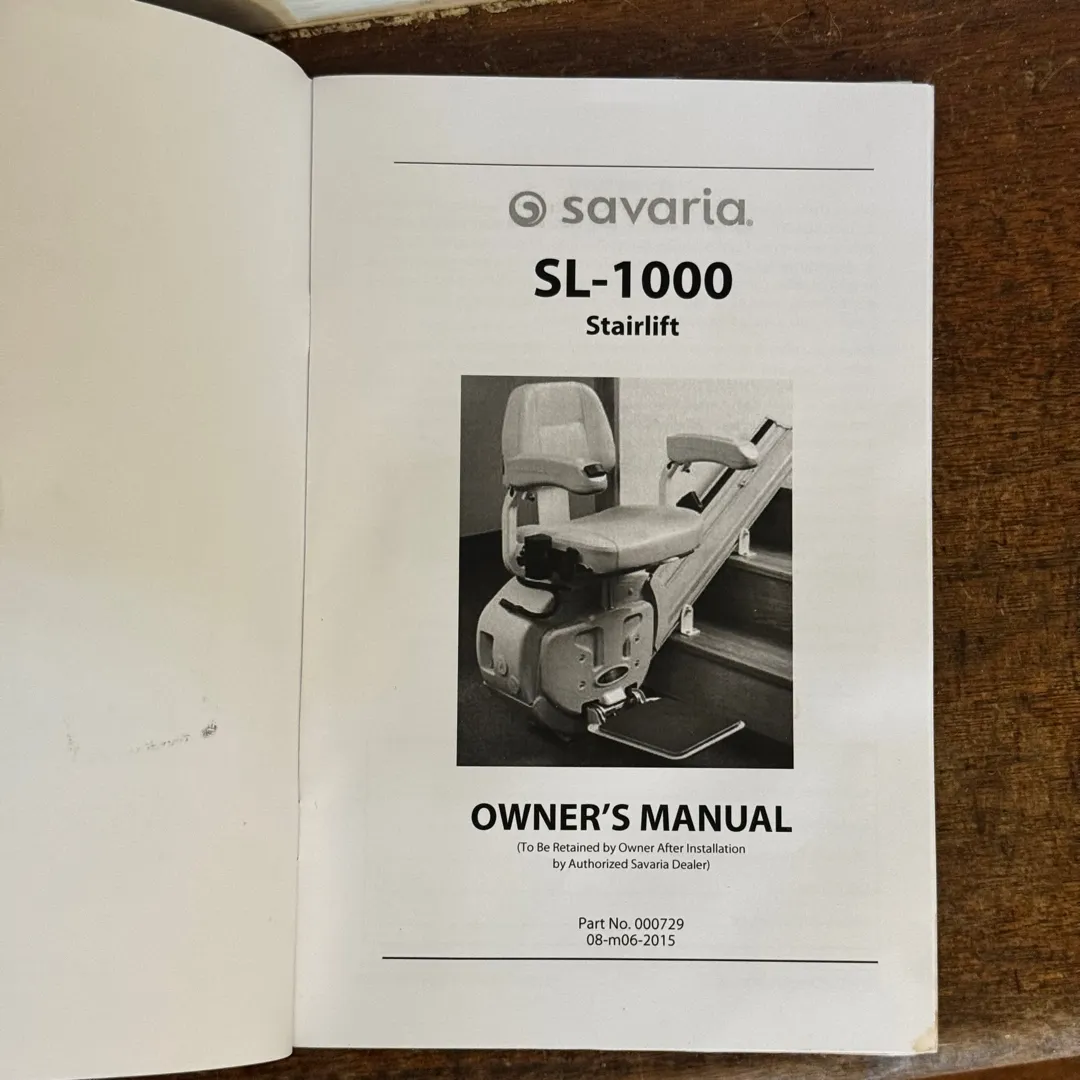 savaria.
SL-1000
Stairlift
OWNER'S MANUAL
(To Be Retained by Owner After Installation
by Authorized Savaria Dealer)
Part No. 000729
08-m06-2015